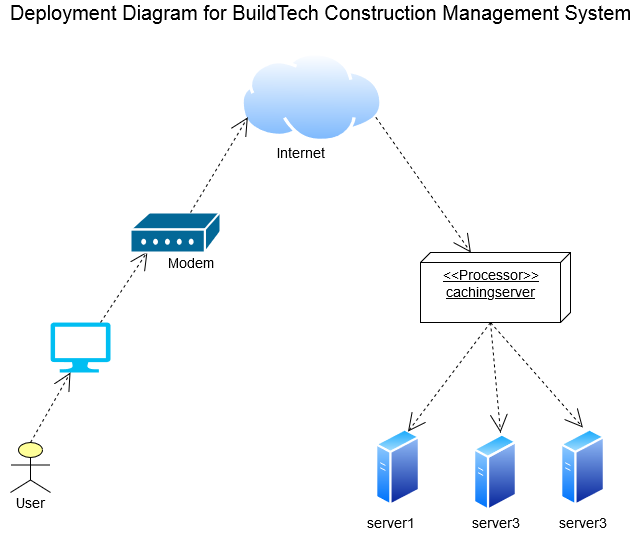 Deployment Diagram for BuildTech Construction Management System
Internet
Modem
<<Processor>>
cachingserver
User
server1
server3
server3